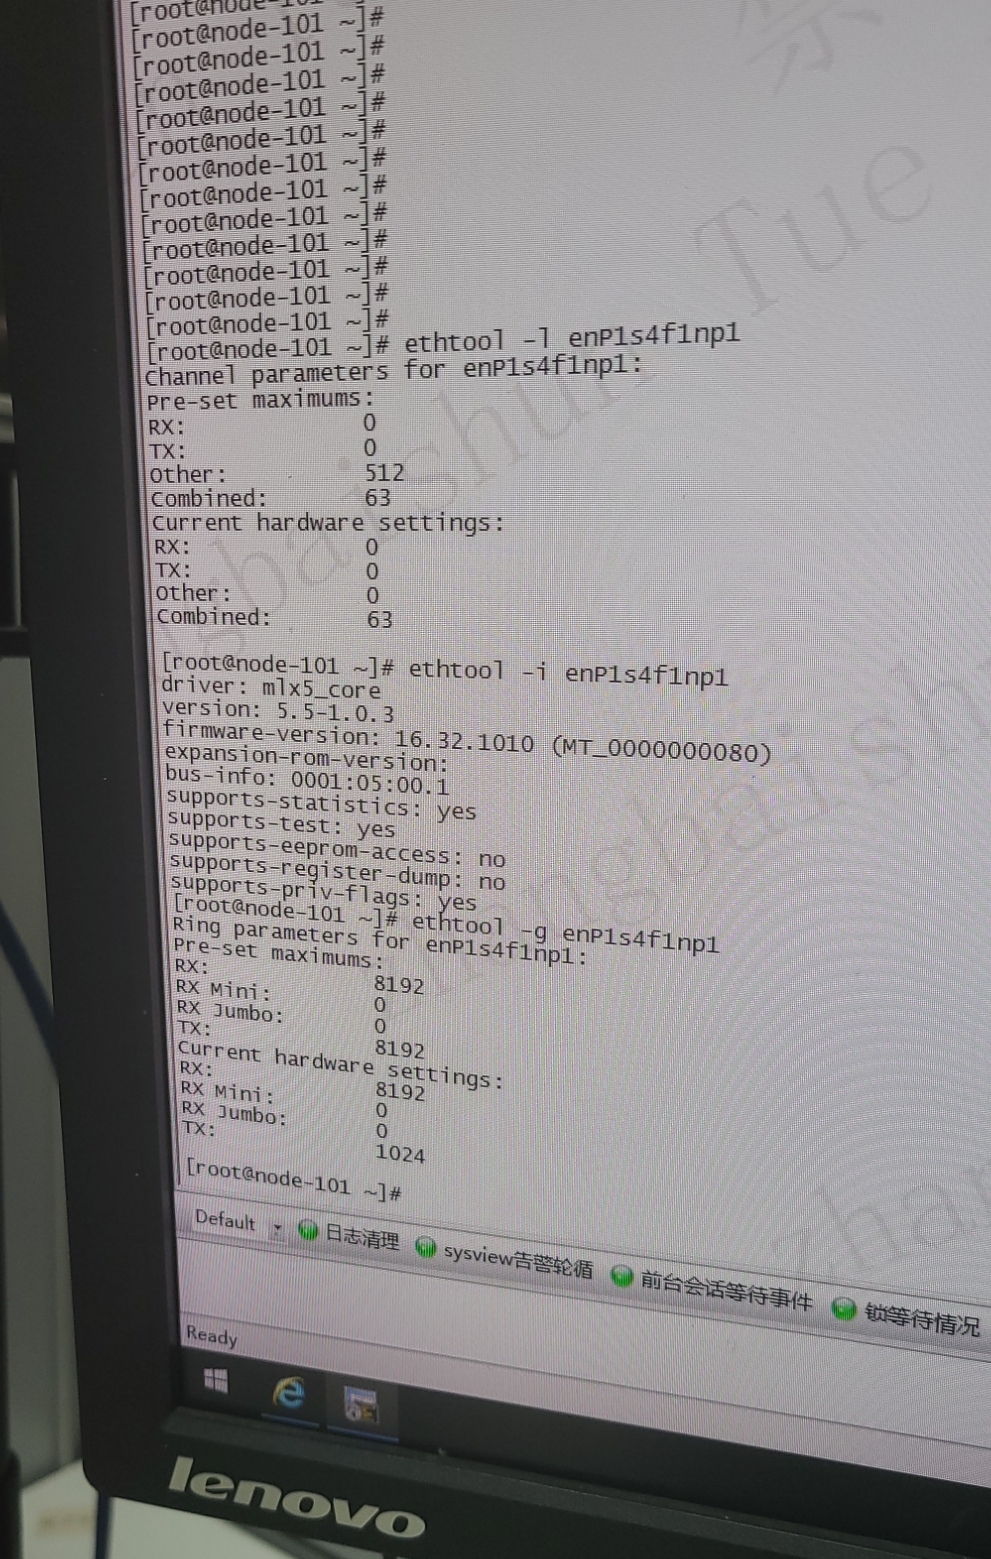 [root@node-101 ~]#
[root@node-101 ~]#
[root@node-101 ~]#
[root@node-101 ~]#
[root@node-101 ~]#
[root@node-101 ~]#
[root@node-101 ~]#
[root@node-101 ~]#
[root@node-101 ~]#
[root@node-101 ~]#
[root@node-101 ~]#
[root@node-101 ~]#
[root@node-101 ~]#
[root@node-101 ~]# ethtool -l enP1s4f1np1
Channel parameters for enP1s4f1np1:
Pre-set maximums:
RX: 0
TX: 0
Other: 512
Combined: 63
Current hardware settings:
RX: 0
TX: 0
Other: 0
Combined: 63
[root@node-101 ~]# ethtool -i enP1s4f1np1
driver: mlx5_core
version: 5.5-1.0.3
firmware-version: 16.32.1010 (MT_0000000080)
expansion-rom-version:
bus-info: 0001:05:00.1
supports-statistics: yes
supports-test: yes
supports-eeprom-access: no
supports-register-dump: no
supports-priv-flags: yes
[root@node-101 ~]# ethtool -g enP1s4f1np1
Ring parameters for enP1s4f1np1:
Pre-set maximums:
RX: 8192
RX Mini: 0
RX Jumbo: 0
TX: 8192
Current hardware settings:
RX: 8192
RX Mini: 0
RX Jumbo: 0
TX: 1024
[root@node-101 ~]#
Default 日志清理 sysview告警轮循 前台会话等待事件 锁等待情况
Ready
lenovo
Tue